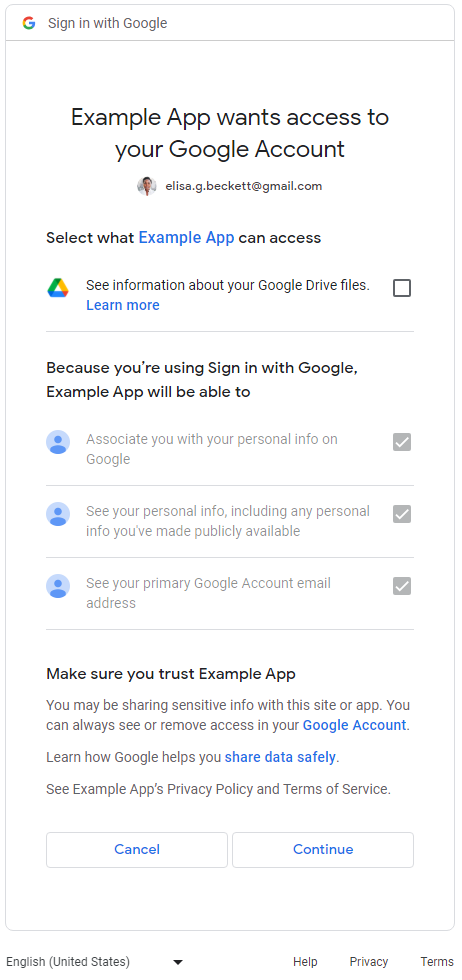 Sign in with Google
Example App wants access to
your Google Account
elisa.g.beckett@gmail.com
Select what Example App can access
See information about your Google Drive files.
Learn more
Because you’re using Sign in with Google,
Example App will be able to
Associate you with your personal info on
Google
See your personal info, including any personal
info you've made publicly available
See your primary Google Account email
address
Make sure you trust Example App
You may be sharing sensitive info with this site or app. You
can always see or remove access in your Google Account.
Learn how Google helps you share data safely.
See Example App’s Privacy Policy and Terms of Service.
Cancel Continue
English (United States) Help Privacy Terms